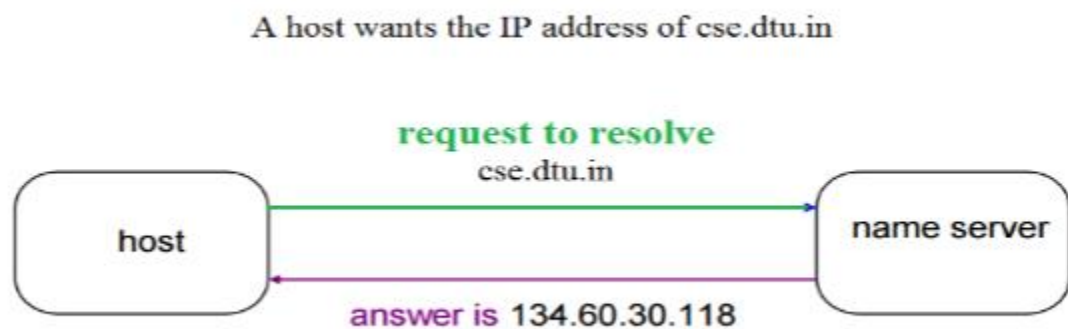 A host wants the IP address of cse.dtu.in
request to resolve
cse.dtu.in
host
name server
answer is 134.60.30.118